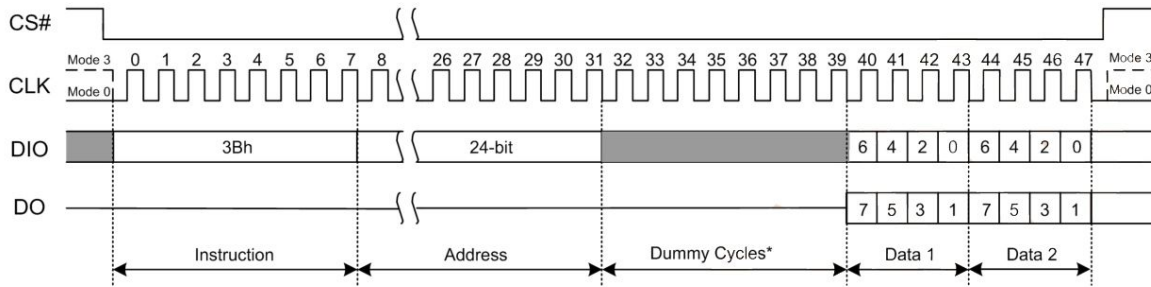 CS#
Mode 3 0 1 2 3 4 5 6 7 8 26 27 28 29 30 31 32 33 34 35 36 37 38 39 40 41 42 43 44 45 46 47 Mode 3
CLK
Mode 0 Mode 0
DIO 3Bh 24-bit 6 4 2 0 6 4 2 0
DO 7 5 3 1 7 5 3 1
Instruction Address Dummy Cycles* Data 1 Data 2